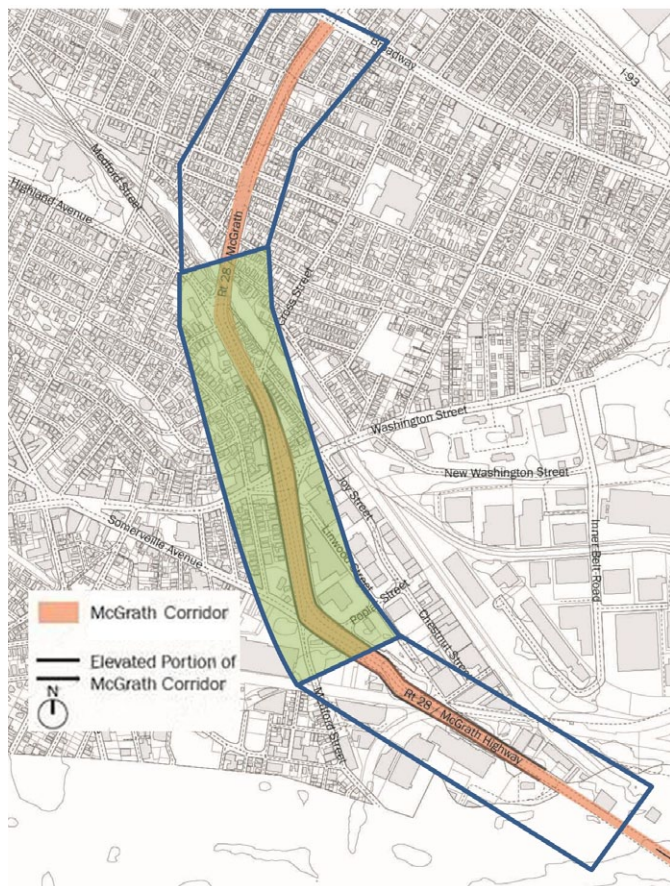 Broadway
I-93
Medford Street
Highland Avenue
Rt 28 / McGrath
Cross Street
Washington Street
New Washington Street
Joy Street
Inner Belt Road
Somerville Avenue
Linwood Street
Poplar Street
Chestnut Street
McGrath Corridor
Elevated Portion of
McGrath Corridor
N
Rt 28 / McGrath Highway
Medford Street